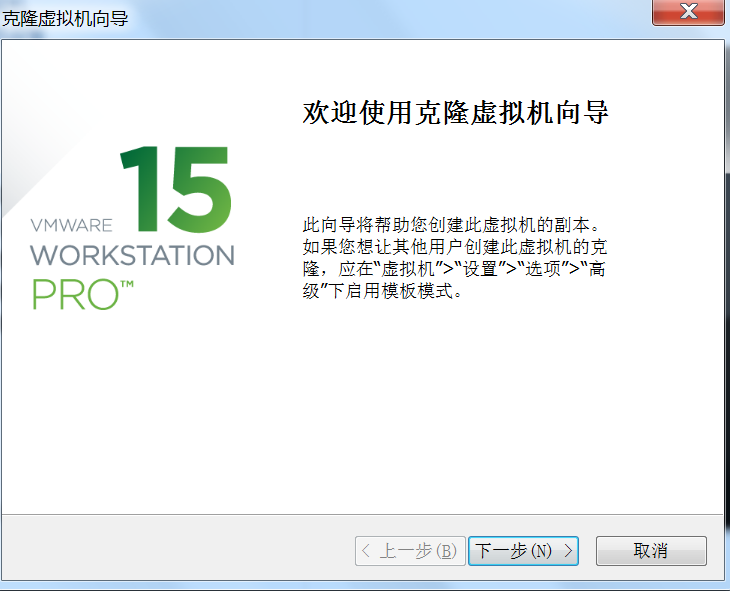 克隆虚拟机向导
欢迎使用克隆虚拟机向导
15
VMWARE
WORKSTATION
PRO™
此向导将帮助您创建此虚拟机的副本。
如果您想让其他用户创建此虚拟机的克
隆，应在“虚拟机”>“设置”>“选项”>“高
级”下启用模板模式。
< 上一步(B)
下一步(N) >
取消